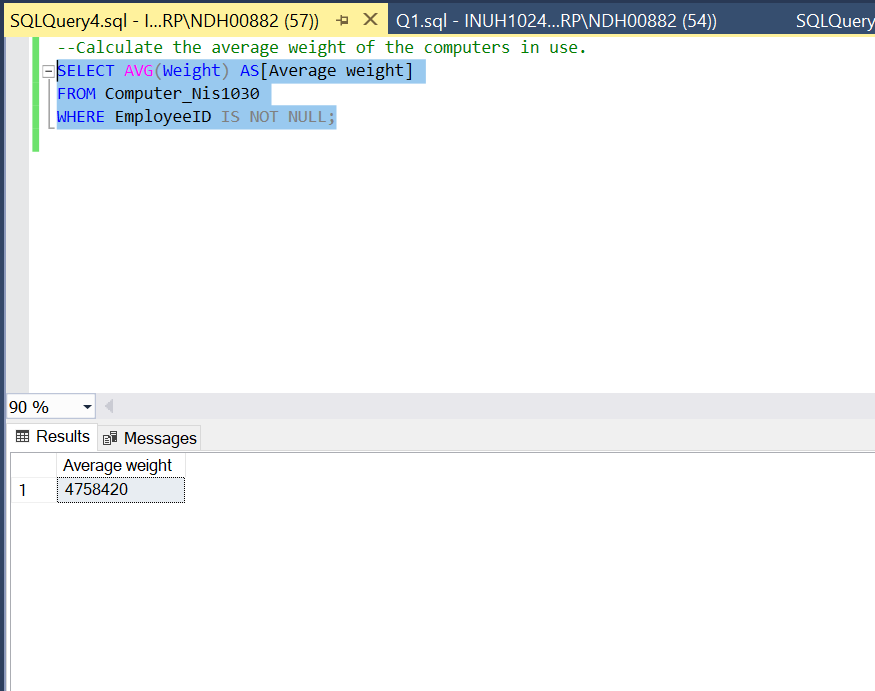 SQLQuery4.sql - I...RP\NDH00882 (57)) Q1.sql - INUH1024...RP\NDH00882 (54)) SQLQuery
--Calculate the average weight of the computers in use.
SELECT AVG(Weight) AS[Average weight]
FROM Computer_Nis1030
WHERE EmployeeID IS NOT NULL;
90 %
Results Messages
Average weight
1 4758420